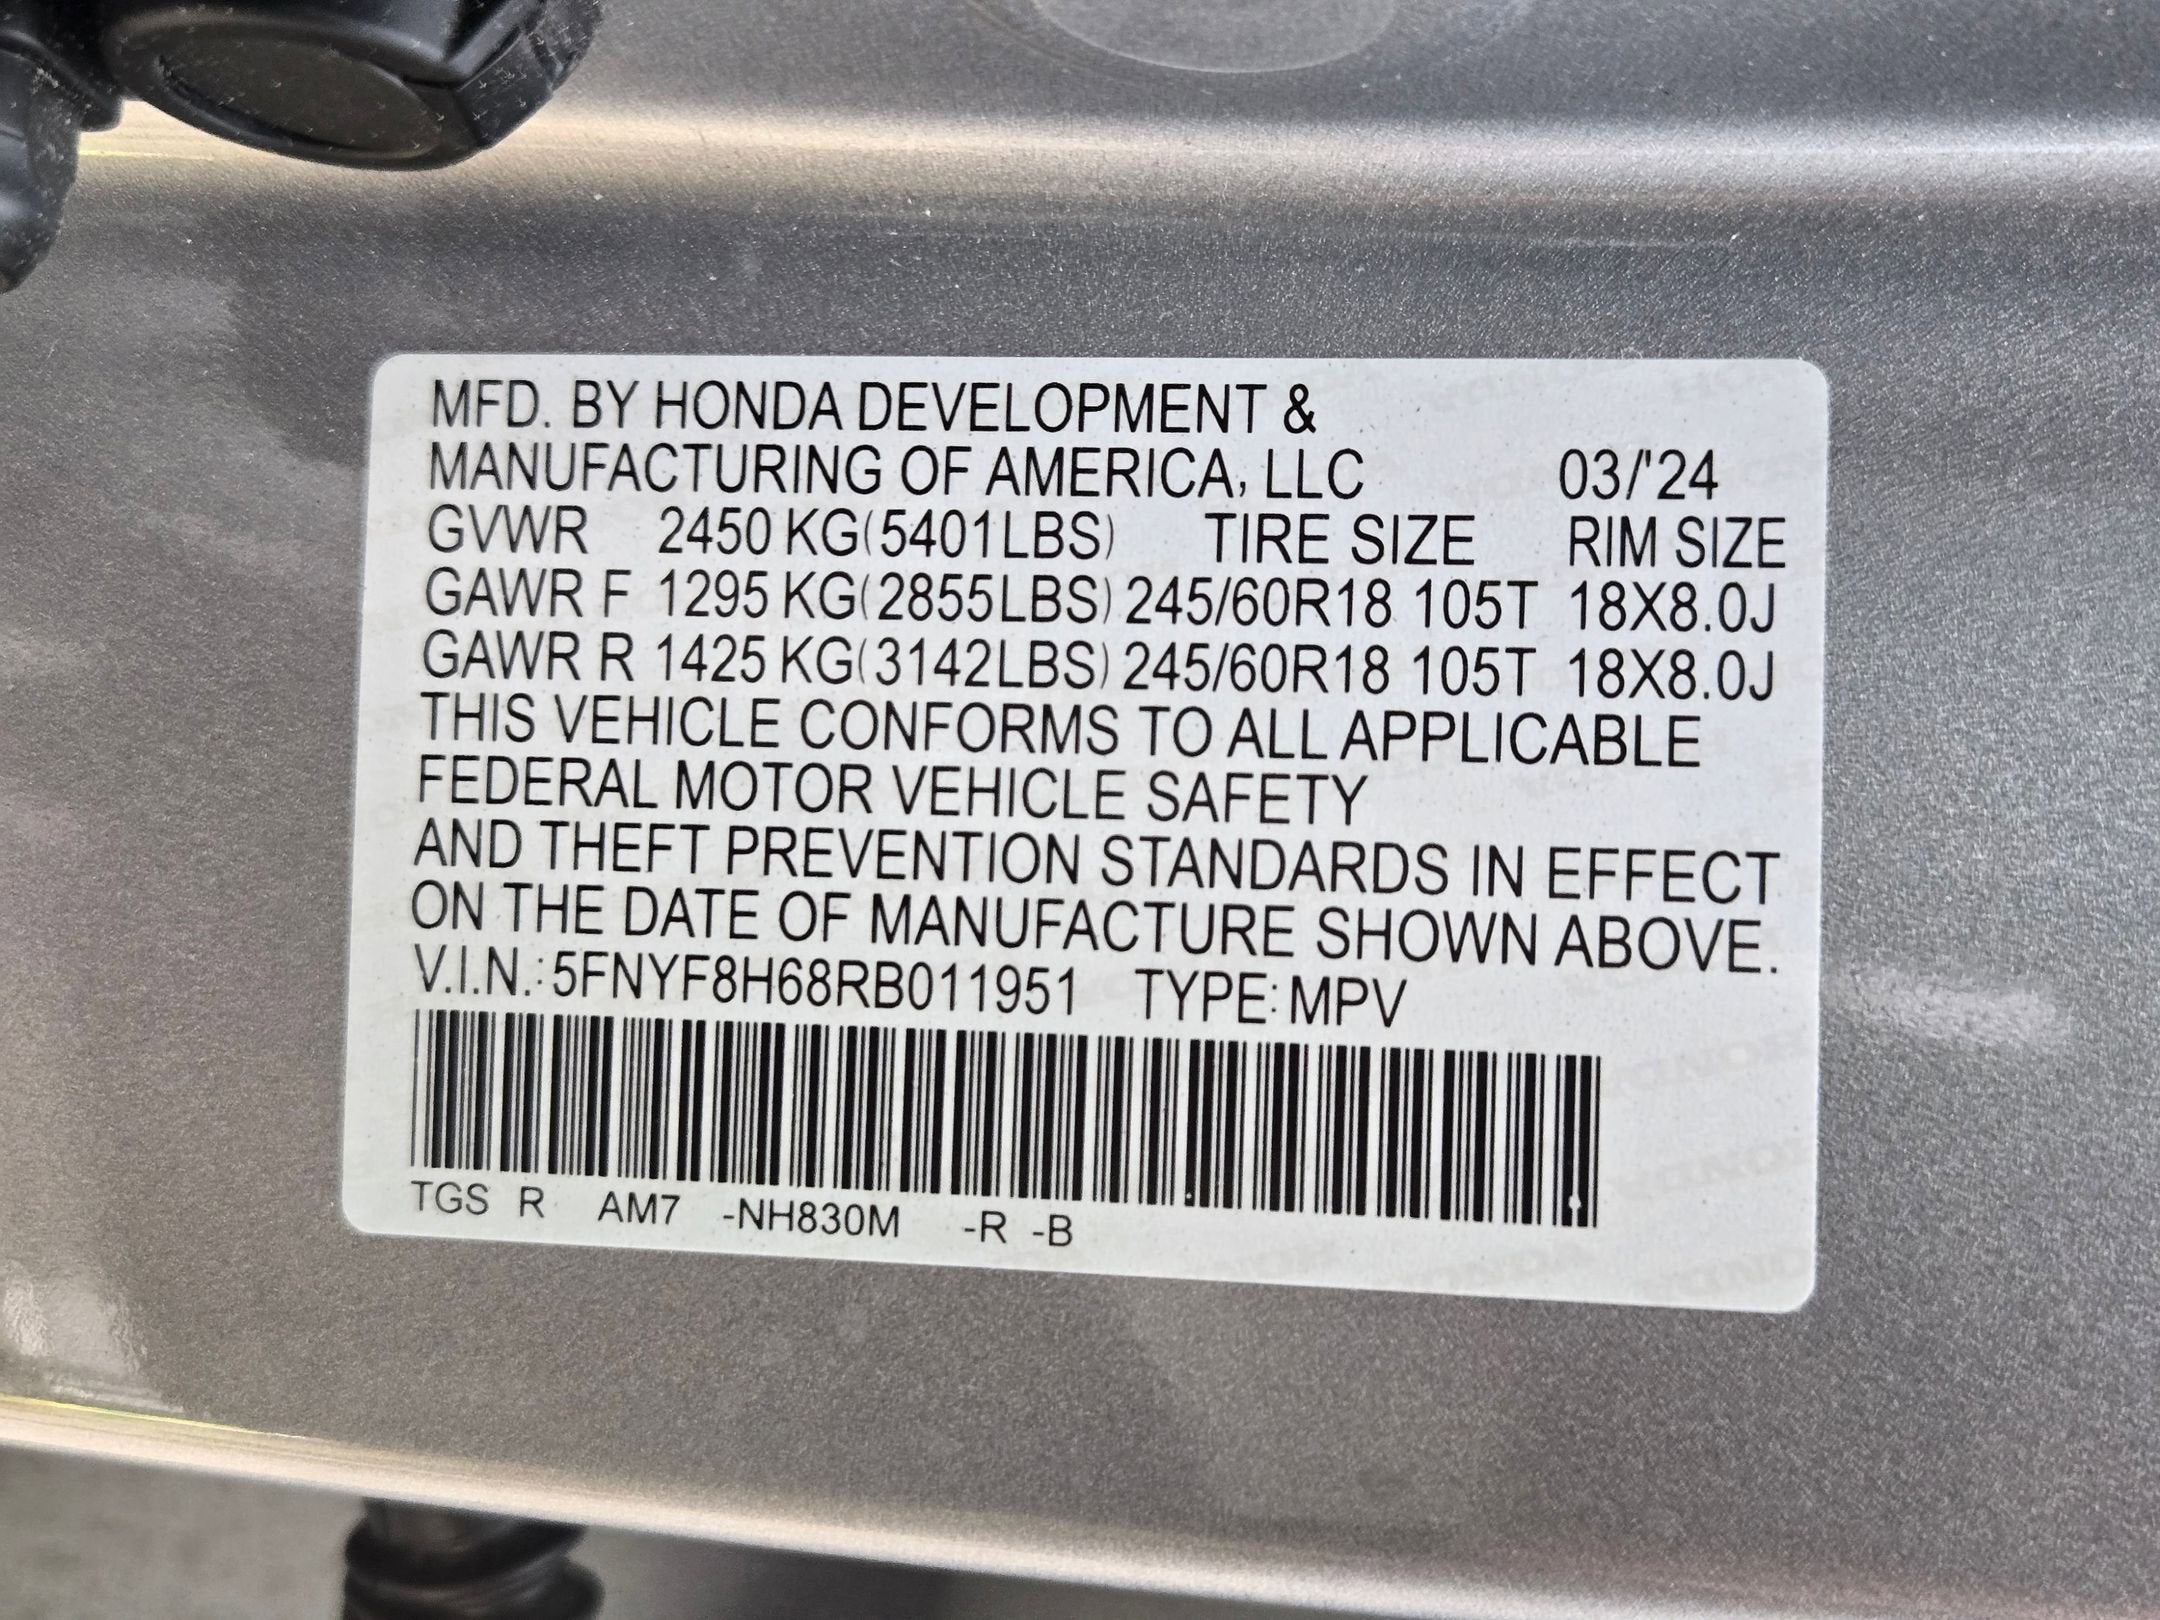 MFD. BY HONDA DEVELOPMENT &
MANUFACTURING OF AMERICA, LLC 03/'24
GVWR 2450 KG(5401LBS) TIRE SIZE RIM SIZE
GAWR F 1295 KG(2855LBS) 245/60R18 105T 18X8.0J
GAWR R 1425 KG(3142LBS) 245/60R18 105T 18X8.0J
THIS VEHICLE CONFORMS TO ALL APPLICABLE
FEDERAL MOTOR VEHICLE SAFETY
AND THEFT PREVENTION STANDARDS IN EFFECT
ON THE DATE OF MANUFACTURE SHOWN ABOVE.
V.I.N.: 5FNYF8H68RB011951 TYPE: MPV
TGS R AM7 -NH830M -R -B